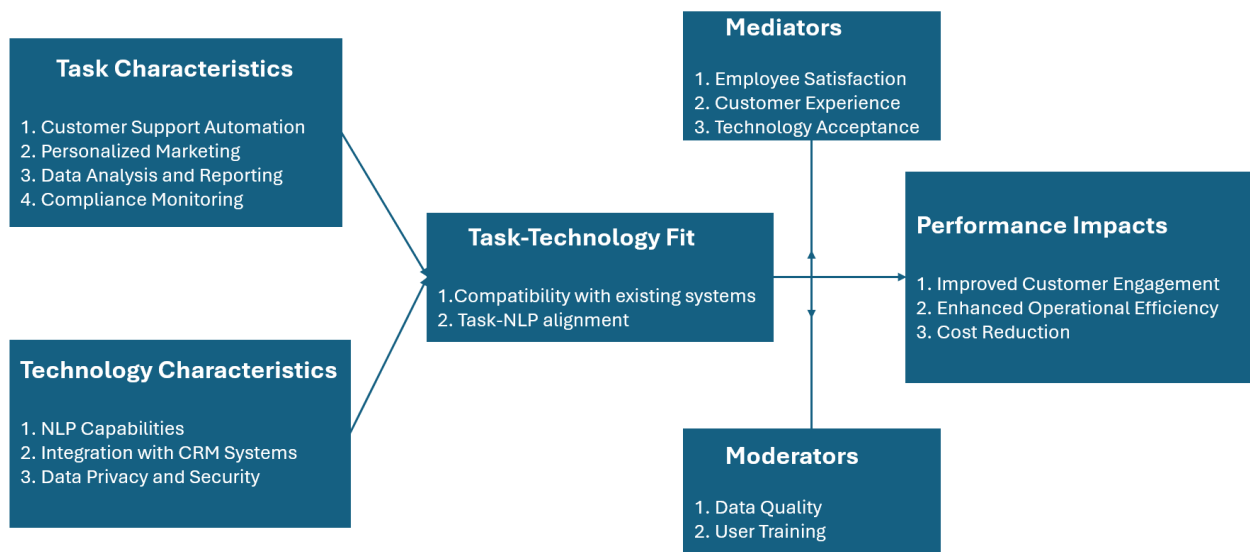 Task Characteristics
1. Customer Support Automation
2. Personalized Marketing
3. Data Analysis and Reporting
4. Compliance Monitoring
Technology Characteristics
1. NLP Capabilities
2. Integration with CRM Systems
3. Data Privacy and Security
Task-Technology Fit
1.Compatibility with existing systems
2. Task-NLP alignment
Mediators
1. Employee Satisfaction
2. Customer Experience
3. Technology Acceptance
Moderators
1. Data Quality
2. User Training
Performance Impacts
1. Improved Customer Engagement
2. Enhanced Operational Efficiency
3. Cost Reduction